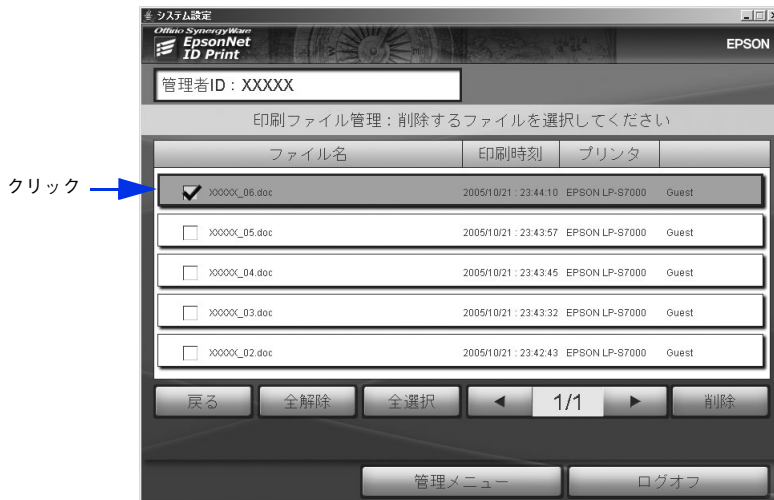 システム設定
Offirio SynergyWare
EpsonNet
ID Print
EPSON
管理者ID：XXXXX
印刷ファイル管理：削除するファイルを選択してください
ファイル名 印刷時刻 プリンタ
クリック
XXXXX_06.doc 2005/10/21 : 23:44:10 EPSON LP-S7000 Guest
XXXXX_05.doc 2005/10/21 : 23:43:57 EPSON LP-S7000 Guest
XXXXX_04.doc 2005/10/21 : 23:43:45 EPSON LP-S7000 Guest
XXXXX_03.doc 2005/10/21 : 23:43:32 EPSON LP-S7000 Guest
XXXXX_02.doc 2005/10/21 : 23:42:43 EPSON LP-S7000 Guest
戻る 全解除 全選択 ◀ 1/1 ▶ 削除
管理メニュー ログオフ